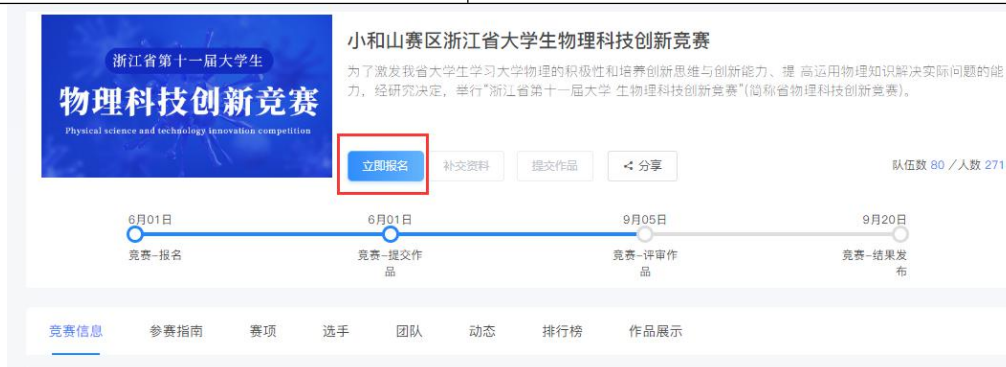 浙江省第十一届大学生
物理科技创新竞赛
Physical science and technology innovation competition
小和山赛区浙江省大学生物理科技创新竞赛
为了激发我省大学生学习大学物理的积极性和培养创新思维与创新能力、提 高运用物理知识解决实际问题的能
力，经研究决定，举行"浙江省第十一届大学 生物理科技创新竞赛"(简称省物理科技创新竞赛)。
立即报名 补交资料 提交作品 分享 队伍数 80 / 人数 271
6月01日 6月01日 9月05日 9月20日
竞赛-报名 竞赛-提交作 竞赛-评审作 竞赛-结果发
品 品 布
竞赛信息 参赛指南 赛项 选手 团队 动态 排行榜 作品展示